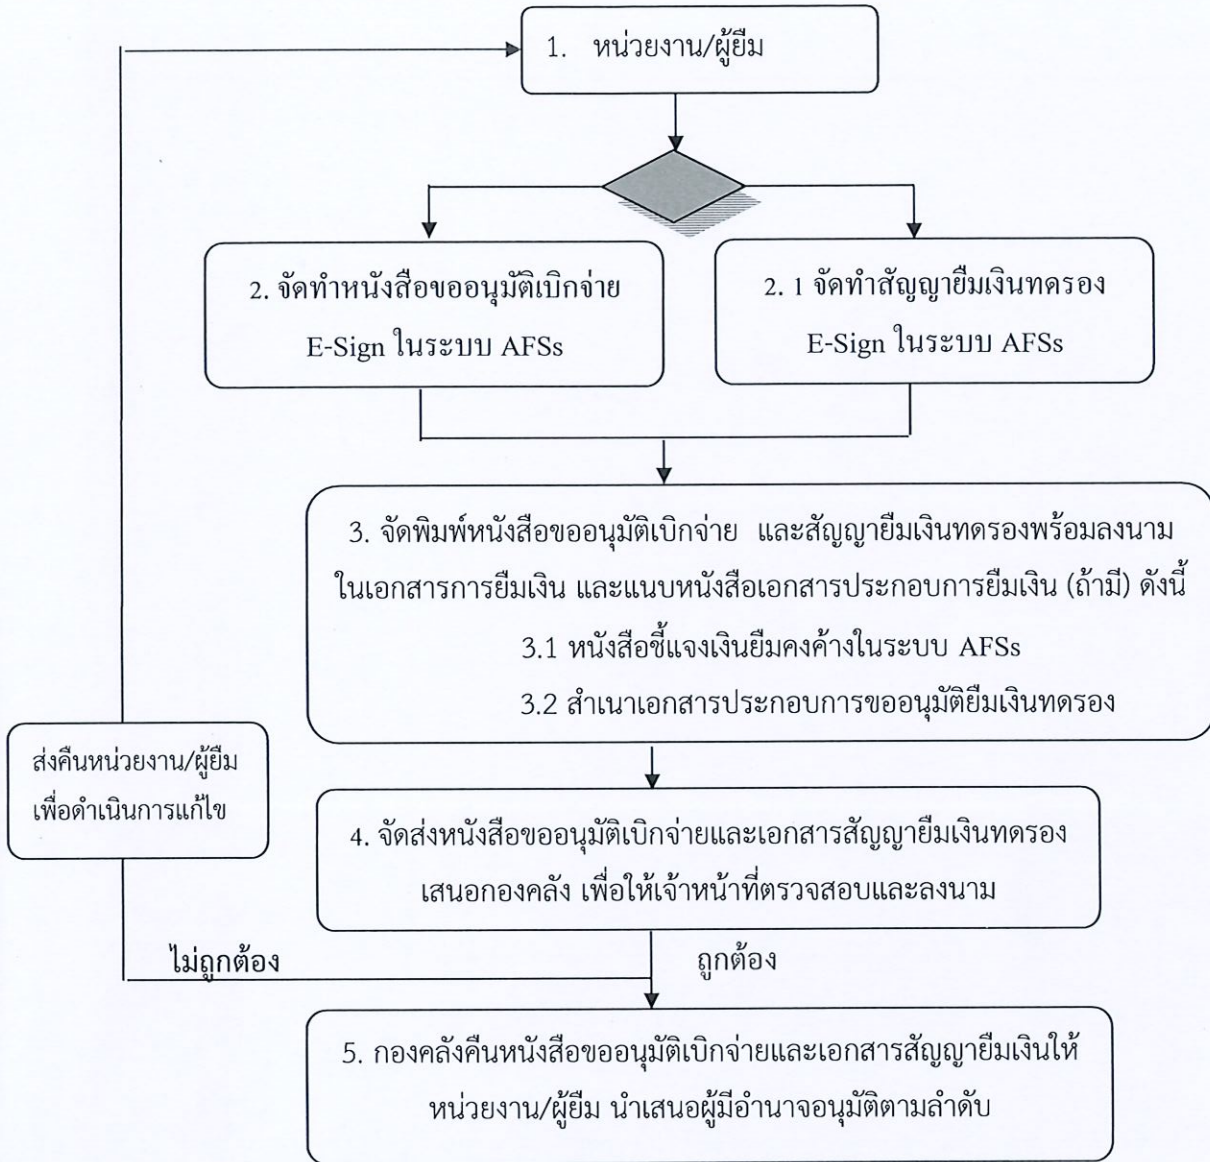 1. หน่วยงาน/ผู้ยืม
2. จัดทำหนังสือขออนุมัติเบิกจ่าย
E-Sign ในระบบ AFSs
2. 1 จัดทำสัญญายืมเงินทดรอง
E-Sign ในระบบ AFSs
3. จัดพิมพ์หนังสือขออนุมัติเบิกจ่าย และสัญญายืมเงินทดรองพร้อมลงนาม
ในเอกสารการยืมเงิน และแนบหนังสือเอกสารประกอบการยืมเงิน (ถ้ามี) ดังนี้
3.1 หนังสือชี้แจงเงินยืมคงค้างในระบบ AFSs
3.2 สำเนาเอกสารประกอบการขออนุมัติยืมเงินทดรอง
ส่งคืนหน่วยงาน/ผู้ยืม
เพื่อดำเนินการแก้ไข
4. จัดส่งหนังสือขออนุมัติเบิกจ่ายและเอกสารสัญญายืมเงินทดรอง
เสนอกองคลัง เพื่อให้เจ้าหน้าที่ตรวจสอบและลงนาม
ไม่ถูกต้อง
ถูกต้อง
5. กองคลังคืนหนังสือขออนุมัติเบิกจ่ายและเอกสารสัญญายืมเงินให้
หน่วยงาน/ผู้ยืม นำเสนอผู้มีอำนาจอนุมัติตามลำดับ